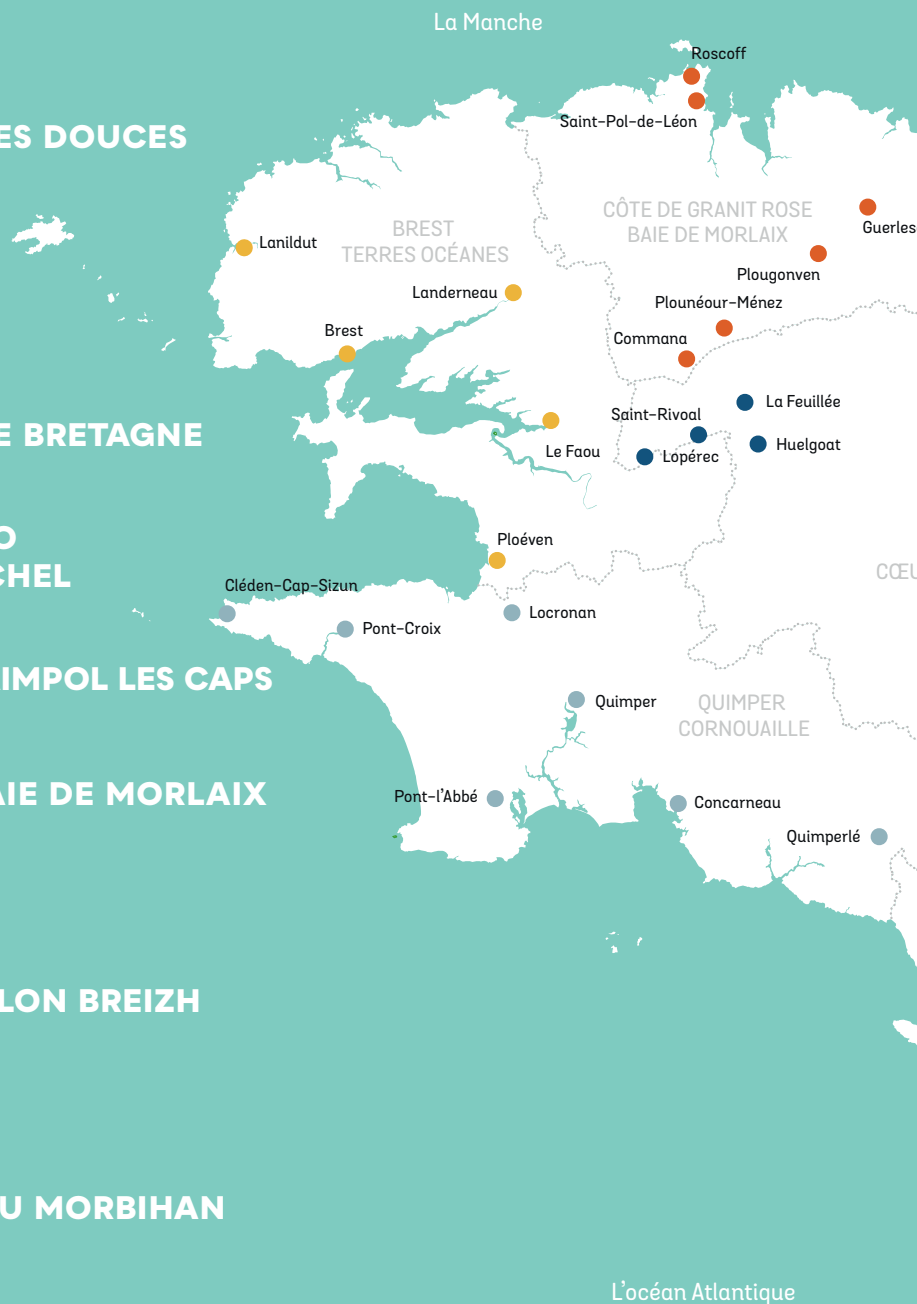 La Manche
Roscoff
Saint-Pol-de-Léon
ES DOUCES
CÔTE DE GRANIT ROSE
BAIE DE MORLAIX
Guerles
BREST
TERRES OCÉANES
Lanildut
Plougonven
Landerneau
Plounéour-Ménez
Brest
Commana
La Feuillée
Saint-Rivoal
E BRETAGNE
Huelgoat
Le Faou
Lopérec
O
CHEL
Ploéven
CŒU
Cléden-Cap-Sizun
Locronan
Pont-Croix
IMPOL LES CAPS
Quimper
QUIMPER
CORNOUAILLE
AIE DE MORLAIX
Pont-l'Abbé
Concarneau
Quimperlé
LON BREIZH
U MORBIHAN
L'océan Atlantique